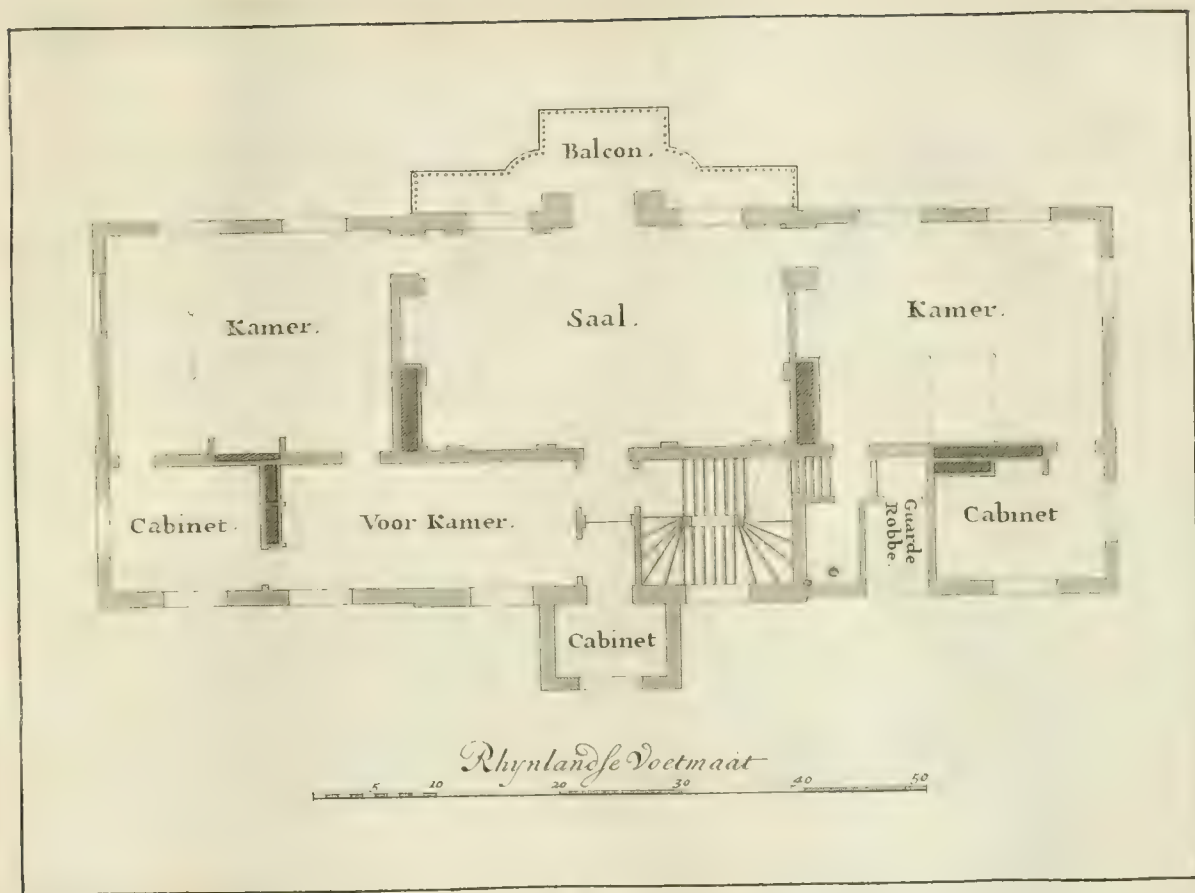 Balcon.
Kamer.
Saal.
Kamer.
Cabinet.
Voor Kamer.
Guarde
Robbe.
Cabinet
Cabinet
Rhynlandse Voetmaat
5 10 20 30 40 50